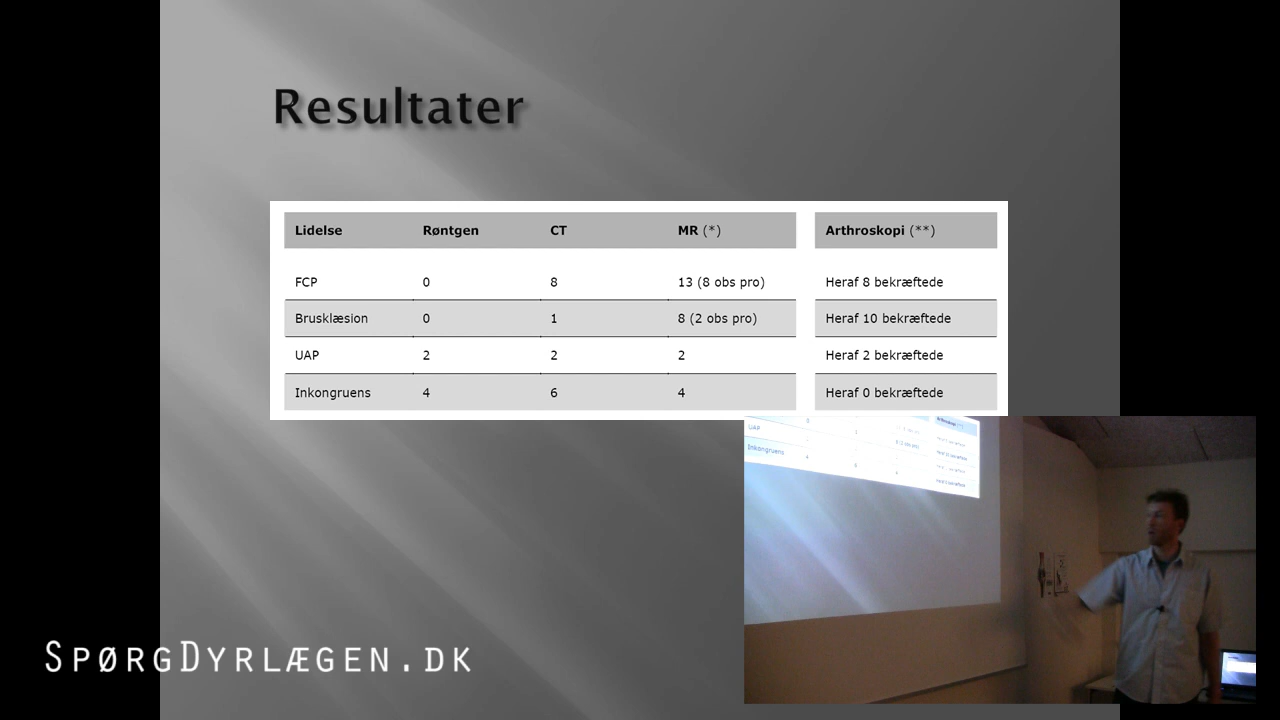 Resultater
Lidelse Røntgen CT MR (*) Arthroskopi (**)
FCP 0 8 13 (8 obs pro) Heraf 8 bekræftede
Brusklæsion 0 1 8 (2 obs pro) Heraf 10 bekræftede
UAP 2 2 2 Heraf 2 bekræftede
Inkongruens 4 6 4 Heraf 0 bekræftede
UAP
Inkongruens
SPØRGDYRLÆGEN.DK